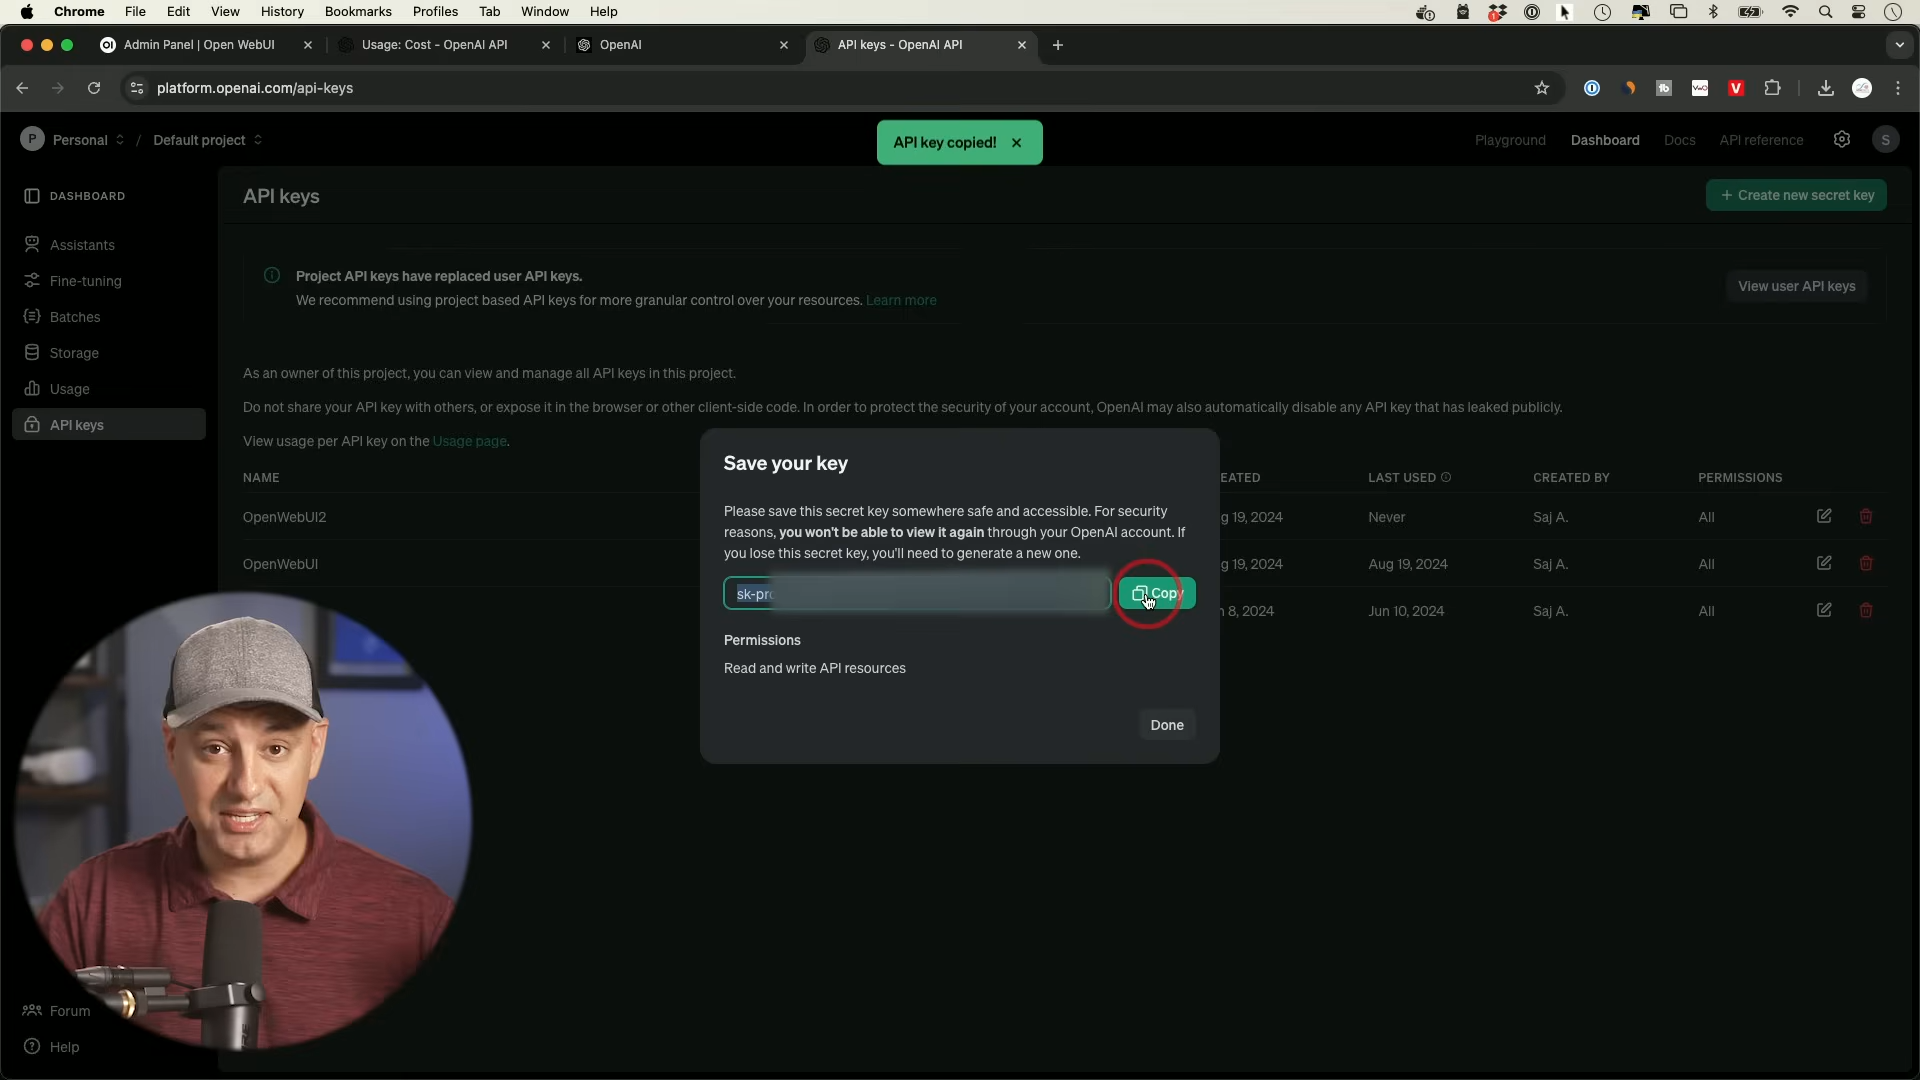 Chrome File Edit View History Bookmarks Profiles Tab Window Help
Admin Panel | Open WebUI
Usage: Cost - OpenAI API
OpenAI
API keys - OpenAI API
platform.openai.com/api-keys
P Personal / Default project
API key copied!
Playground Dashboard Docs API reference S
DASHBOARD
Assistants
Fine-tuning
Batches
Storage
Usage
API keys
Forum
Help
API keys
+ Create new secret key
Project API keys have replaced user API keys.
We recommend using project based API keys for more granular control over your resources. Learn more
View user API keys
As an owner of this project, you can view and manage all API keys in this project.
Do not share your API key with others, or expose it in the browser or other client-side code. In order to protect the security of your account, OpenAI may also automatically disable any API key that has leaked publicly.
View usage per API key on the Usage page.
NAME EATED LAST USED CREATED BY PERMISSIONS
OpenWebUI2 g 19, 2024 Never Saj A. All
OpenWebUI g 19, 2024 Aug 19, 2024 Saj A. All
8, 2024 Jun 10, 2024 Saj A. All
Save your key
Please save this secret key somewhere safe and accessible. For security
reasons, you won't be able to view it again through your OpenAI account. If
you lose this secret key, you'll need to generate a new one.
sk-pro
Copy
Permissions
Read and write API resources
Done